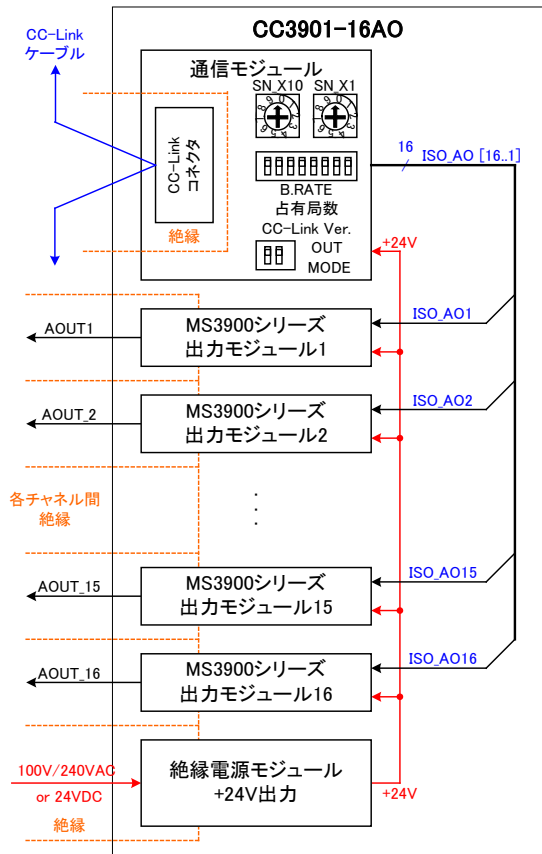 CC3901-16AO
CC-Link
ケーブル
通信モジュール
SN_X10
SN_X1
CC-Link
コネクタ
B.RATE
占有局数
CC-Link Ver.
OUT
MODE
絶縁
16
ISO_AO [16..1]
+24V
AOUT1
MS3900シリーズ
出力モジュール1
ISO_AO1
AOUT_2
MS3900シリーズ
出力モジュール2
ISO_AO2
各チャネル間
絶縁
AOUT_15
MS3900シリーズ
出力モジュール15
ISO_AO15
AOUT_16
MS3900シリーズ
出力モジュール16
ISO_AO16
100V/240VAC
or 24VDC
絶縁電源モジュール
+24V出力
+24V
絶縁